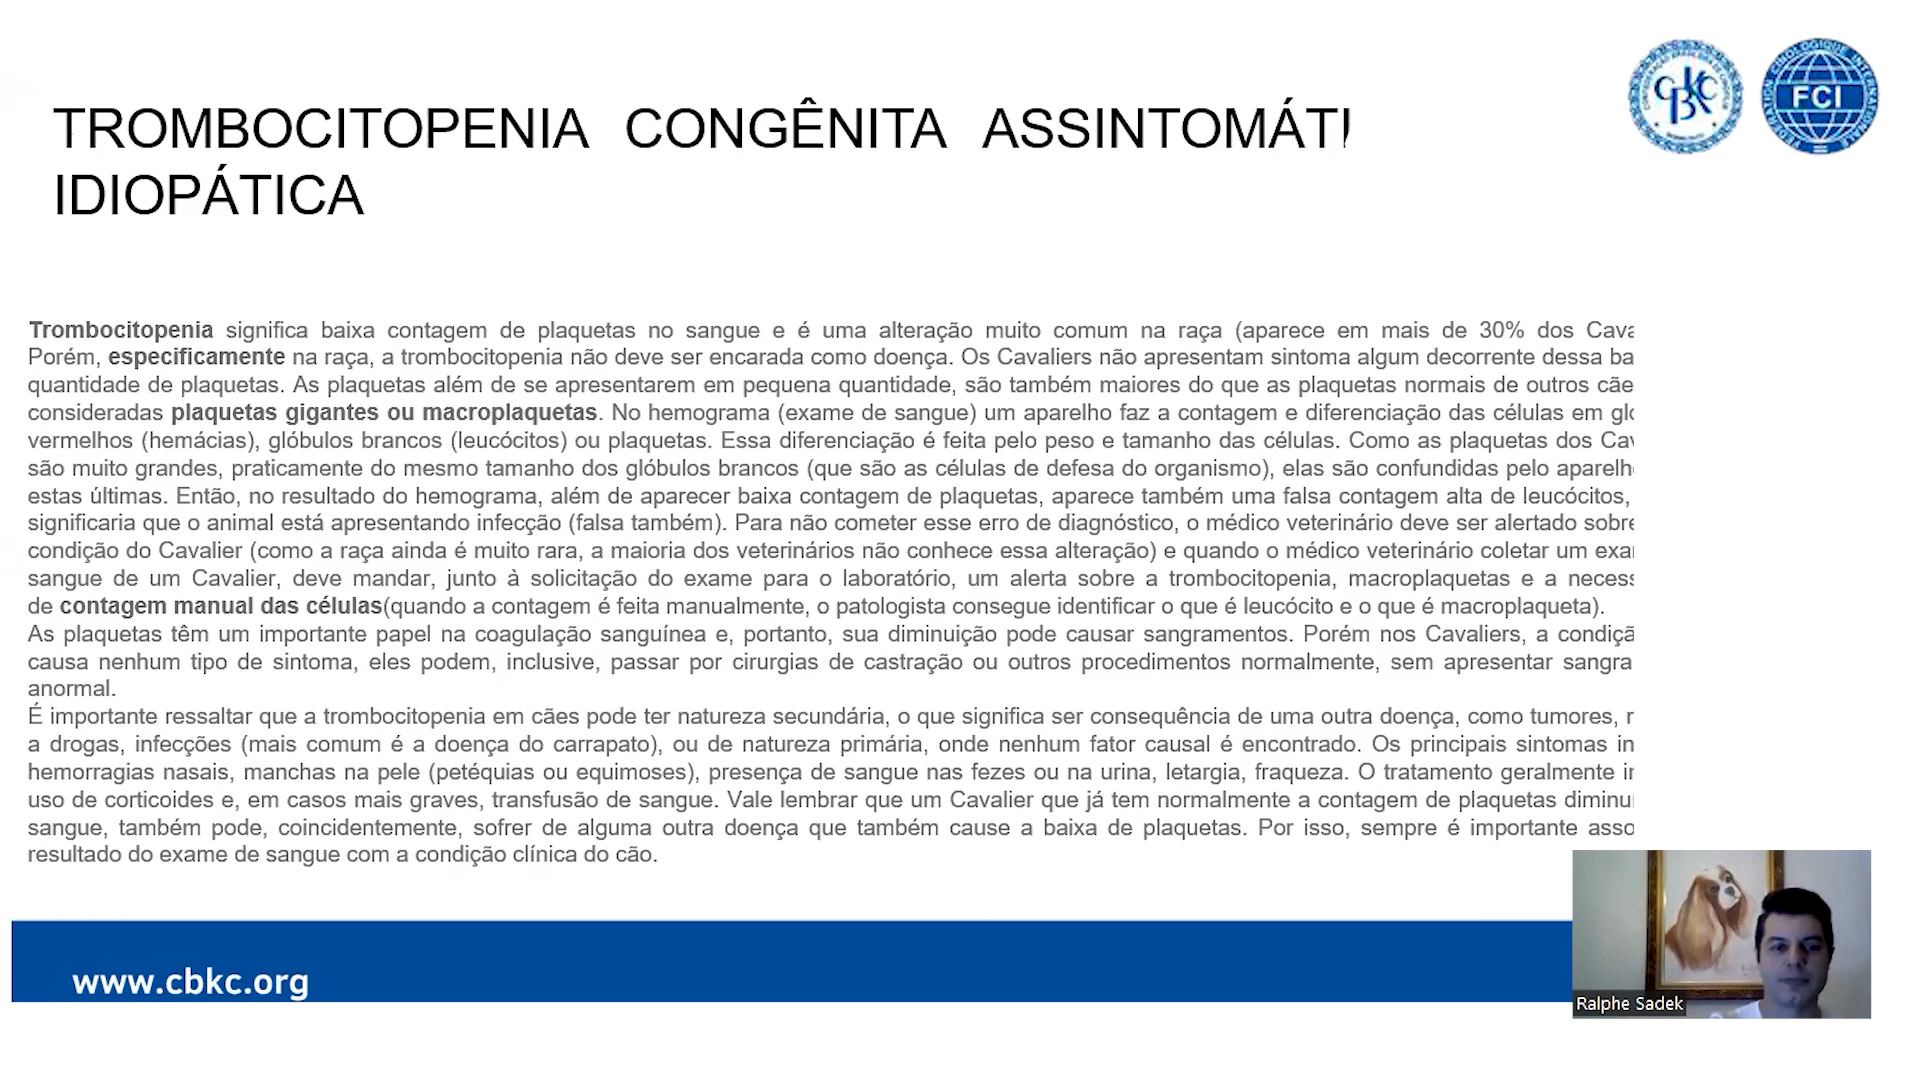 TROMBOCITOPENIA CONGÊNITA
IDIOPÁTICA
CBKC
FEDERATION CYNOLOGIQUE INTERNATIONALE
FCI
Trombocitopenia significa baixa contagem de plaquetas no sangue e é uma alteração muito comum na raça (aparece em mais de 30% dos
Porém, especificamente na raça, a trombocitopenia não deve ser encarada como doença. Os Cavaliers não apresentam sintoma algum decorrente dessa
quantidade de plaquetas. As plaquetas além de se apresentarem em pequena quantidade, são também maiores do que as plaquetas normais de outros
consideradas plaquetas gigantes ou macroplaquetas. No hemograma (exame de sangue) um aparelho faz a contagem e diferenciação das células em
vermelhos (hemácias), glóbulos brancos (leucócitos) ou plaquetas. Essa diferenciação é feita pelo peso e tamanho das células. Como as plaquetas dos
são muito grandes, praticamente do mesmo tamanho dos glóbulos brancos (que são as células de defesa do organismo), elas são confundidas pelo
estas últimas. Então, no resultado do hemograma, além de aparecer baixa contagem de plaquetas, aparece também uma falsa contagem alta de leucócitos,
significaria que o animal está apresentando infecção (falsa também). Para não cometer esse erro de diagnóstico, o médico veterinário deve ser alertado
condição do Cavalier (como a raça ainda é muito rara, a maioria dos veterinários não conhece essa alteração) e quando o médico veterinário coletar um
sangue de um Cavalier, deve mandar, junto à solicitação do exame para o laboratório, um alerta sobre a trombocitopenia, macroplaquetas e a
de contagem manual das células(quando a contagem é feita manualmente, o patologista consegue identificar o que é leucócito e o que é macroplaqueta).
As plaquetas têm um importante papel na coagulação sanguínea e, portanto, sua diminuição pode causar sangramentos. Porém nos Cavaliers, a
causa nenhum tipo de sintoma, eles podem, inclusive, passar por cirurgias de castração ou outros procedimentos normalmente, sem apresentar
anormal.
É importante ressaltar que a trombocitopenia em cães pode ter natureza secundária, o que significa ser consequência de uma outra doença, como tumores,
a drogas, infecções (mais comum é a doença do carrapato), ou de natureza primária, onde nenhum fator causal é encontrado. Os principais sintomas
hemorragias nasais, manchas na pele (petéquias ou equimoses), presença de sangue nas fezes ou na urina, letargia, fraqueza. O tratamento geralmente
uso de corticoides e, em casos mais graves, transfusão de sangue. Vale lembrar que um Cavalier que já tem normalmente a contagem de plaquetas
sangue, também pode, coincidentemente, sofrer de alguma outra doença que também cause a baixa de plaquetas. Por isso, sempre é importante
resultado do exame de sangue com a condição clínica do cão.
www.cbkc.org
Ralphe Sadek